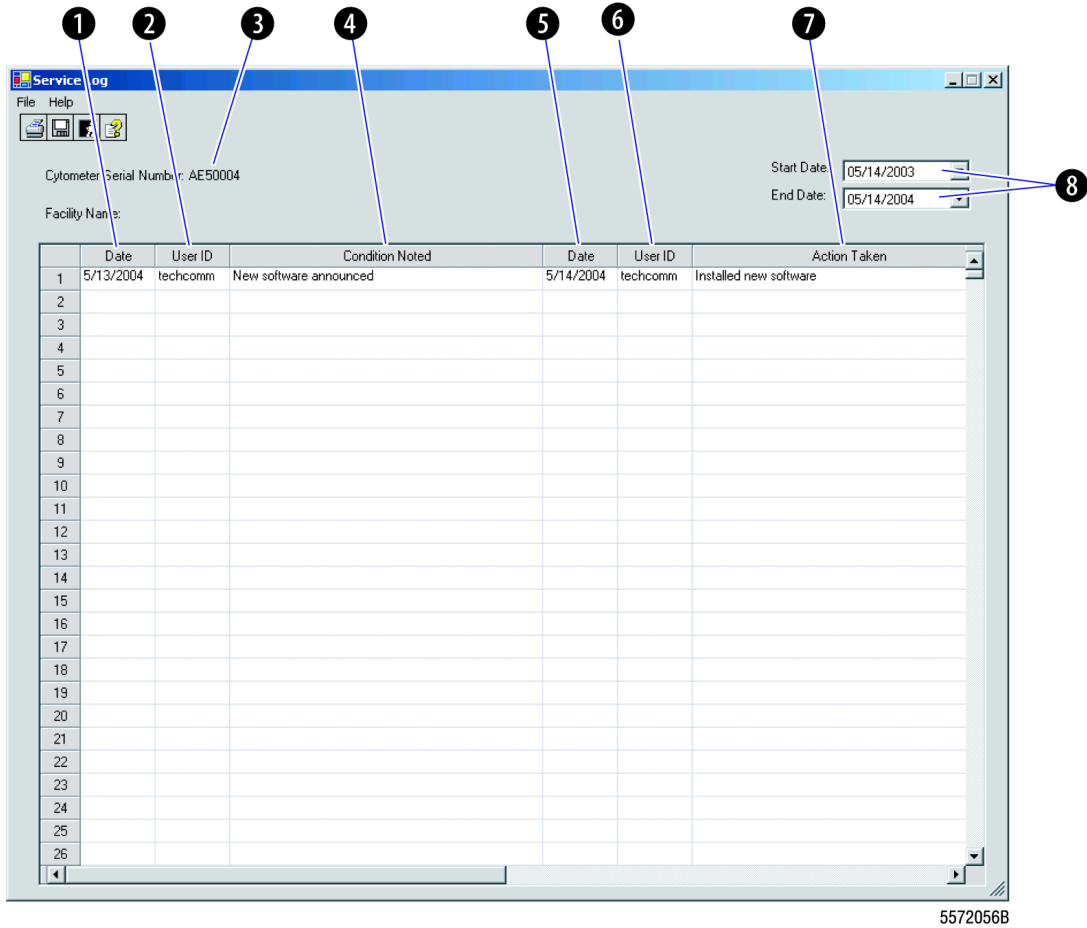 1 2 3 4 5 6 7
Service Log
File Help
Cytometer Serial Number: AE50004
Start Date: 05/14/2003
End Date: 05/14/2004
8
Facility Name:
Date User ID Condition Noted Date User ID Action Taken
1 5/13/2004 techcomm New software announced 5/14/2004 techcomm Installed new software
2
3
4
5
6
7
8
9
10
11
12
13
14
15
16
17
18
19
20
21
22
23
24
25
26
5572056B